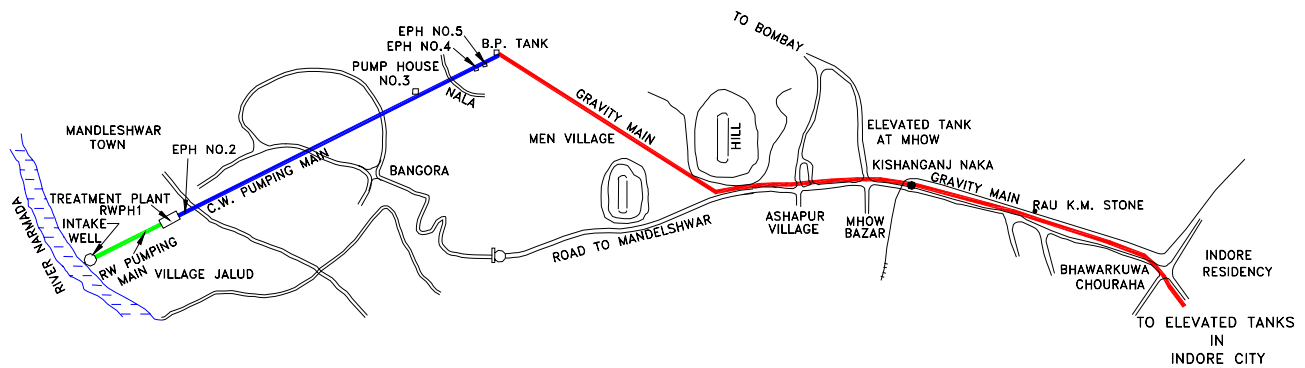 TO BOMBAY
EPH NO.5
EPH NO.4
B.P. TANK
PUMP HOUSE
NO.3
NALA
GRAVITY MAIN
MEN VILLAGE
HILL
ELEVATED TANK
AT MHOW
KISHANGANJ NAKA
GRAVITY MAIN
RAU K.M. STONE
MANDLESHWAR
TOWN
EPH NO.2
C.W. PUMPING MAIN
BANGORA
TREATMENT PLANT
RWPH1
INTAKE
WELL
RW PUMPING
MAIN
VILLAGE JALUD
RIVER NARMADA
ROAD TO MANDELSHWAR
ASHAPUR
VILLAGE
MHOW
BAZAR
BHAWARKUWA
CHOURAHA
INDORE
RESIDENCY
TO ELEVATED TANKS
IN
INDORE CITY